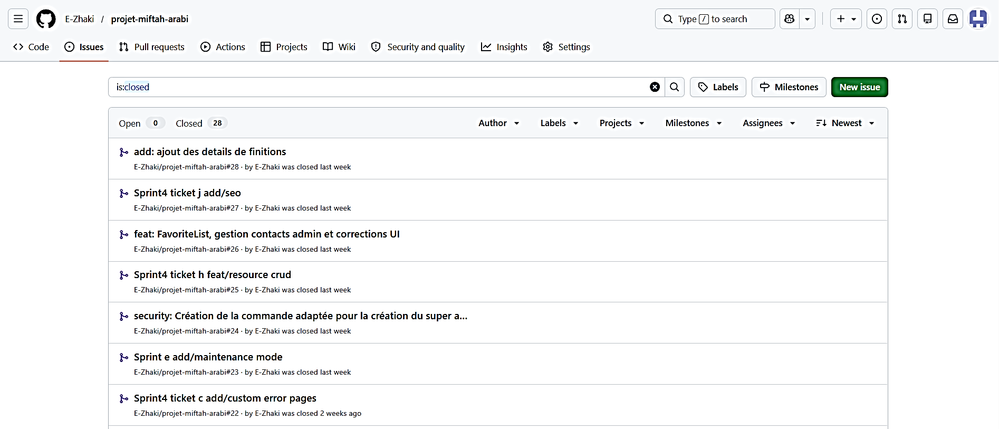 E-Zhaki / projet-miftah-arabi
Type / to search
Code Issues Pull requests Actions Projects Wiki Security and quality Insights Settings
is:closed
Labels Milestones New issue
Open 0 Closed 28 Author Labels Projects Milestones Assignees Newest
add: ajout des details de finitions
E-Zhaki/projet-miftah-arabi#28 · by E-Zhaki was closed last week
Sprint4 ticket j add/seo
E-Zhaki/projet-miftah-arabi#27 · by E-Zhaki was closed last week
feat: FavoriteList, gestion contacts admin et corrections UI
E-Zhaki/projet-miftah-arabi#26 · by E-Zhaki was closed last week
Sprint4 ticket h feat/resource crud
E-Zhaki/projet-miftah-arabi#25 · by E-Zhaki was closed last week
security: Création de la commande adaptée pour la création du super a...
E-Zhaki/projet-miftah-arabi#24 · by E-Zhaki was closed last week
Sprint e add/maintenance mode
E-Zhaki/projet-miftah-arabi#23 · by E-Zhaki was closed last week
Sprint4 ticket c add/custom error pages
E-Zhaki/projet-miftah-arabi#22 · by E-Zhaki was closed 2 weeks ago